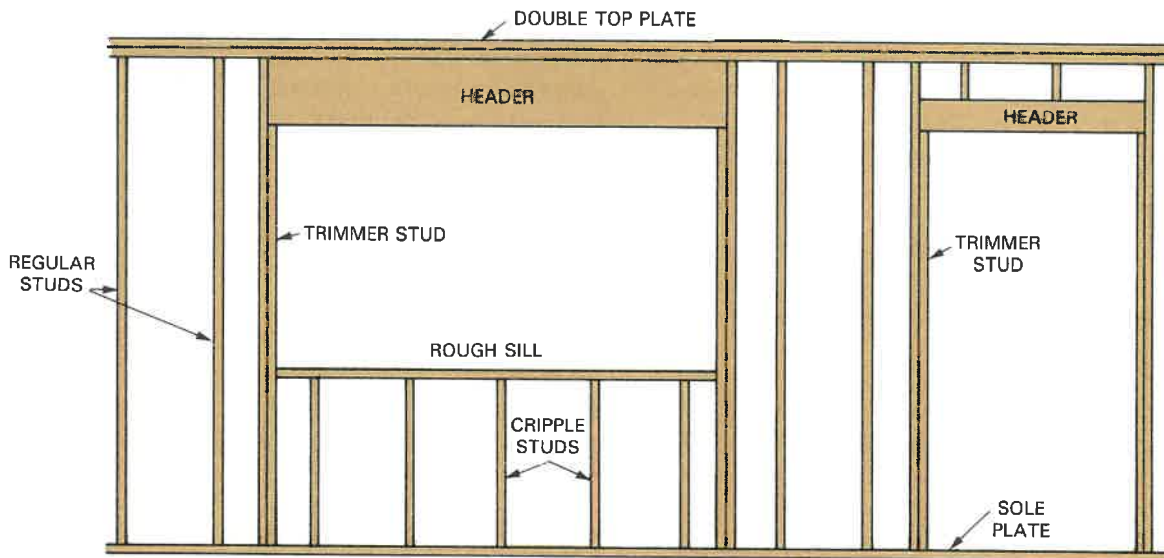 DOUBLE TOP PLATE
HEADER
HEADER
TRIMMER STUD
TRIMMER
STUD
REGULAR
STUDS
ROUGH SILL
CRIPPLE
STUDS
SOLE
PLATE